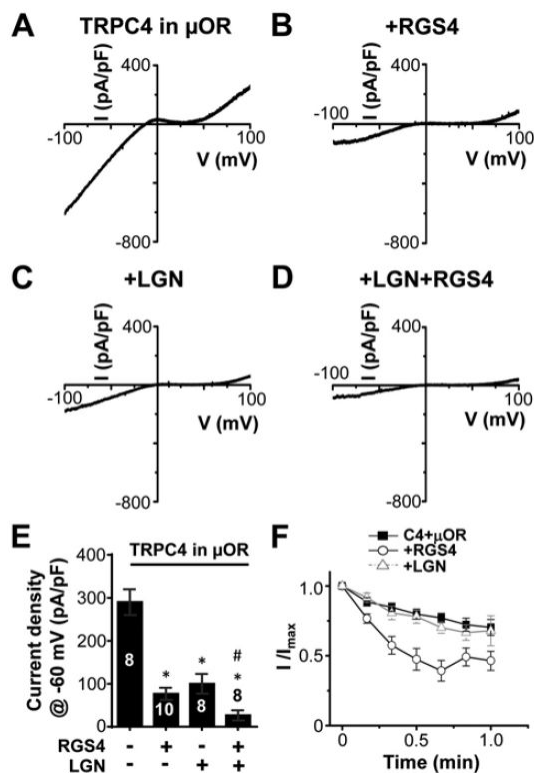 A
TRPC4 in µOR
I (pA/pF)
400
-100
100
V (mV)
-800
B
+RGS4
I (pA/pF)
400
-100
100
V (mV)
-800
C
+LGN
I (pA/pF)
400
-100
100
V (mV)
-800
D
+LGN+RGS4
I (pA/pF)
400
-100
100
V (mV)
-800
E
TRPC4 in µOR
Current density
@ -60 mV (pA/pF)
400
300
200
100
0
8
* 10
* 8
# * 8
RGS4 - + - +
LGN - - + +
F
C4+µOR
+RGS4
+LGN
I /Imax
1.0
0.5
0
0 0.5 1.0
Time (min)